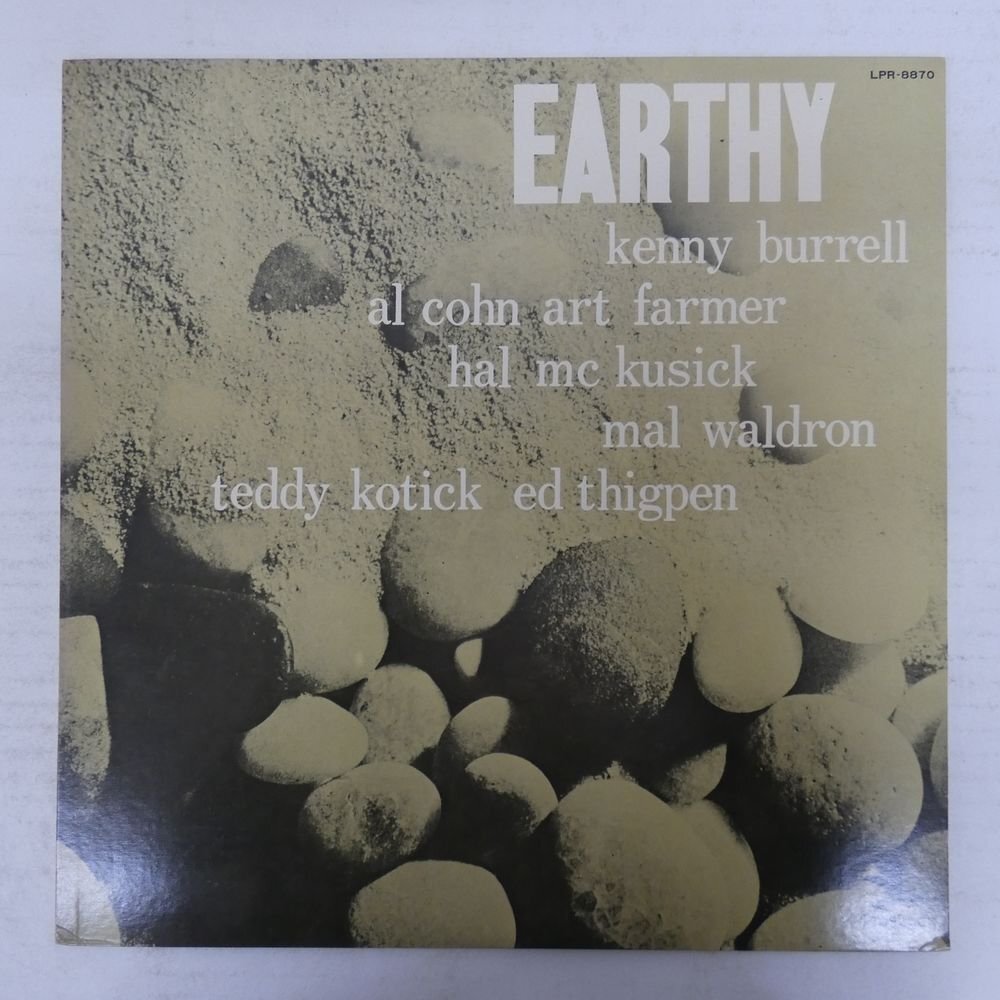 LPR-8870
EARTHY
kenny burrell
al cohn art farmer
hal mc kusick
mal waldron
teddy kotick ed thigpen